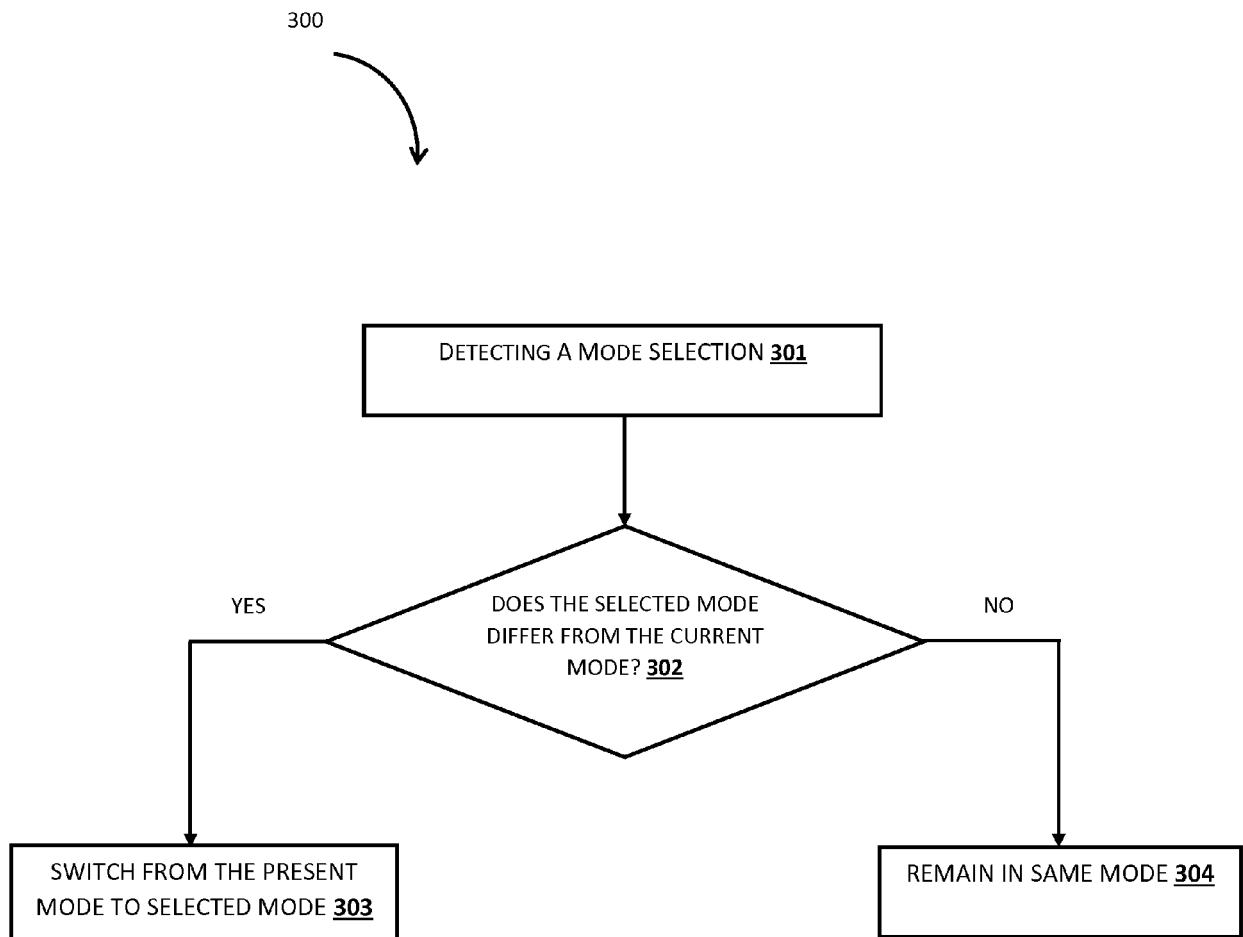 300
DETECTING A MODE SELECTION 301
DOES THE SELECTED MODE
DIFFER FROM THE CURRENT
MODE? 302
YES
NO
SWITCH FROM THE PRESENT
MODE TO SELECTED MODE 303
REMAIN IN SAME MODE 304